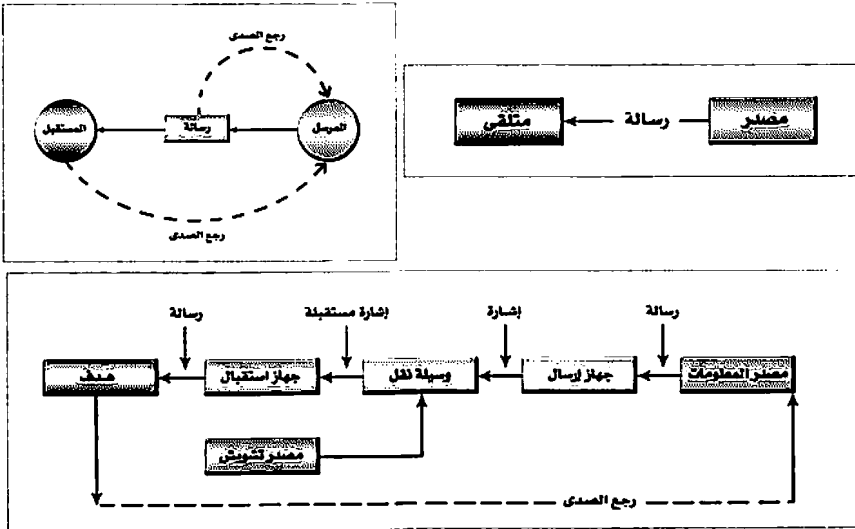 رجع الصدى
المرسل
رسالة
المستقبل
رجع الصدى
مصدر
رسالة
متلقى
رسالة
إشارة
إشارة مستقبلة
رسالة
مصدر المعلومات
جهاز إرسال
وسيلة نقل
جهاز استقبال
هدف
مصدر تشويش
رجع الصدى